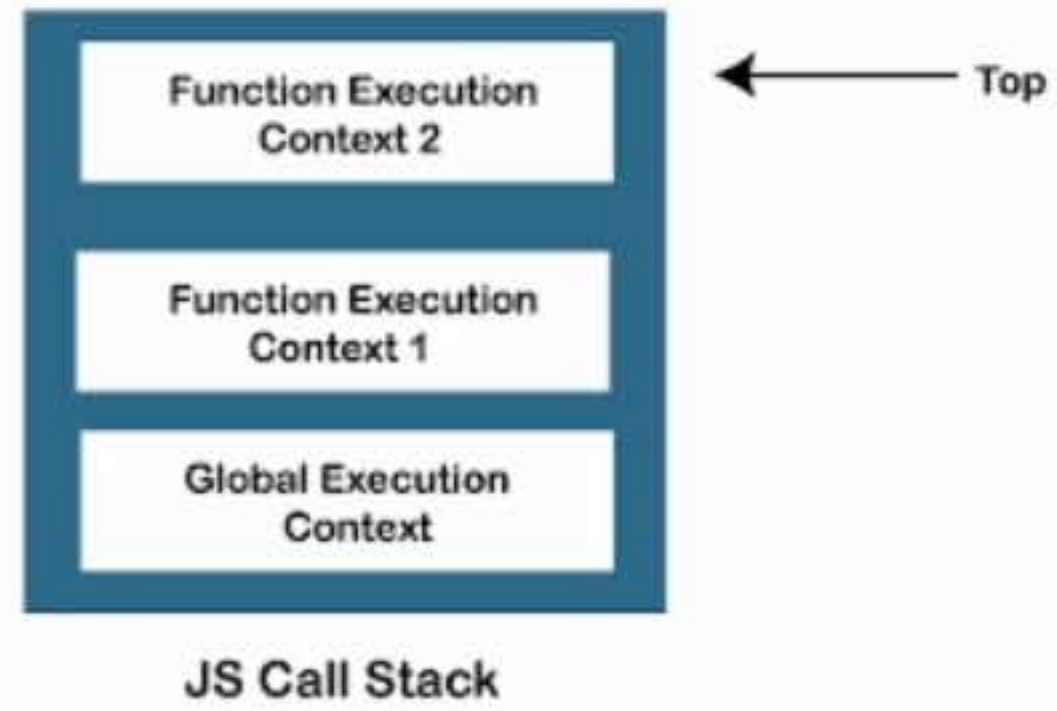 Function Execution
Context 2
Top
Function Execution
Context 1
Global Execution
Context
JS Call Stack